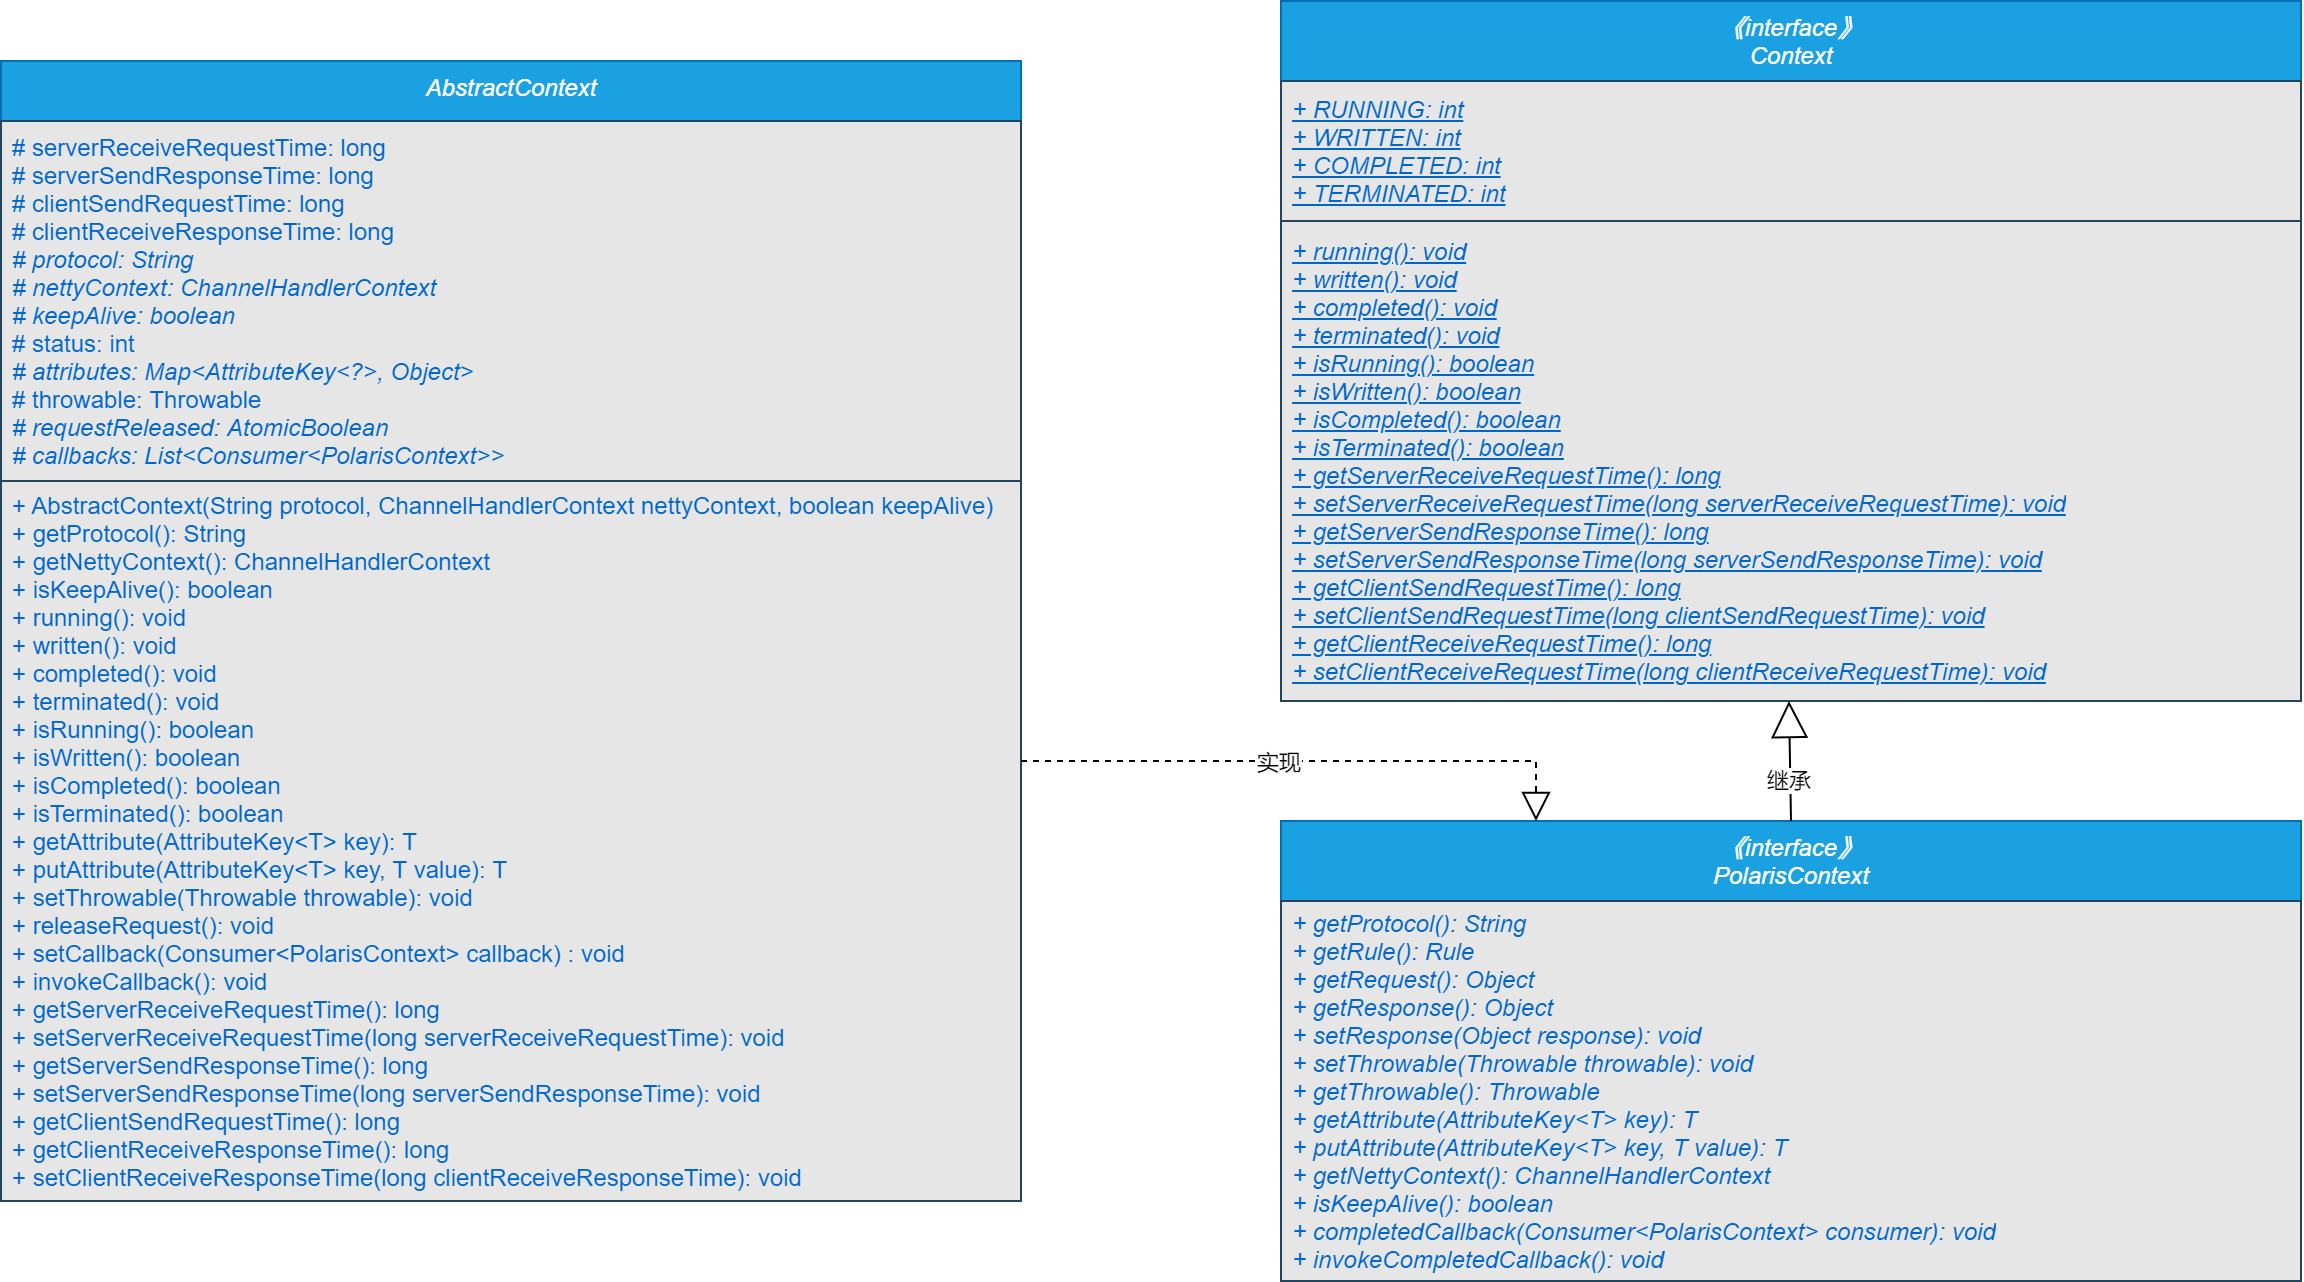 AbstractContext
# serverReceiveRequestTime: long
# serverSendResponseTime: long
# clientSendRequestTime: long
# clientReceiveResponseTime: long
# protocol: String
# nettyContext: ChannelHandlerContext
# keepAlive: boolean
# status: int
# attributes: Map<AttributeKey<?>, Object>
# throwable: Throwable
# requestReleased: AtomicBoolean
# callbacks: List<Consumer<PolarisContext>>
+ AbstractContext(String protocol, ChannelHandlerContext nettyContext, boolean keepAlive)
+ getProtocol(): String
+ getNettyContext(): ChannelHandlerContext
+ isKeepAlive(): boolean
+ running(): void
+ written(): void
+ completed(): void
+ terminated(): void
+ isRunning(): boolean
+ isWritten(): boolean
+ isCompleted(): boolean
+ isTerminated(): boolean
+ getAttribute(AttributeKey<T> key): T
+ putAttribute(AttributeKey<T> key, T value): T
+ setThrowable(Throwable throwable): void
+ releaseRequest(): void
+ setCallback(Consumer<PolarisContext> callback) : void
+ invokeCallback(): void
+ getServerReceiveRequestTime(): long
+ setServerReceiveRequestTime(long serverReceiveRequestTime): void
+ getServerSendResponseTime(): long
+ setServerSendResponseTime(long serverSendResponseTime): void
+ getClientSendRequestTime(): long
+ getClientReceiveResponseTime(): long
+ setClientReceiveResponseTime(long clientReceiveResponseTime): void
实现
《interface》
Context
+ RUNNING: int
+ WRITTEN: int
+ COMPLETED: int
+ TERMINATED: int
+ running(): void
+ written(): void
+ completed(): void
+ terminated(): void
+ isRunning(): boolean
+ isWritten(): boolean
+ isCompleted(): boolean
+ isTerminated(): boolean
+ getServerReceiveRequestTime(): long
+ setServerReceiveRequestTime(long serverReceiveRequestTime): void
+ getServerSendResponseTime(): long
+ setServerSendResponseTime(long serverSendResponseTime): void
+ getClientSendRequestTime(): long
+ setClientSendRequestTime(long clientSendRequestTime): void
+ getClientReceiveRequestTime(): long
+ setClientReceiveRequestTime(long clientReceiveRequestTime): void
继承
《interface》
PolarisContext
+ getProtocol(): String
+ getRule(): Rule
+ getRequest(): Object
+ getResponse(): Object
+ setResponse(Object response): void
+ setThrowable(Throwable throwable): void
+ getThrowable(): Throwable
+ getAttribute(AttributeKey<T> key): T
+ putAttribute(AttributeKey<T> key, T value): T
+ getNettyContext(): ChannelHandlerContext
+ isKeepAlive(): boolean
+ completedCallback(Consumer<PolarisContext> consumer): void
+ invokeCompletedCallback(): void